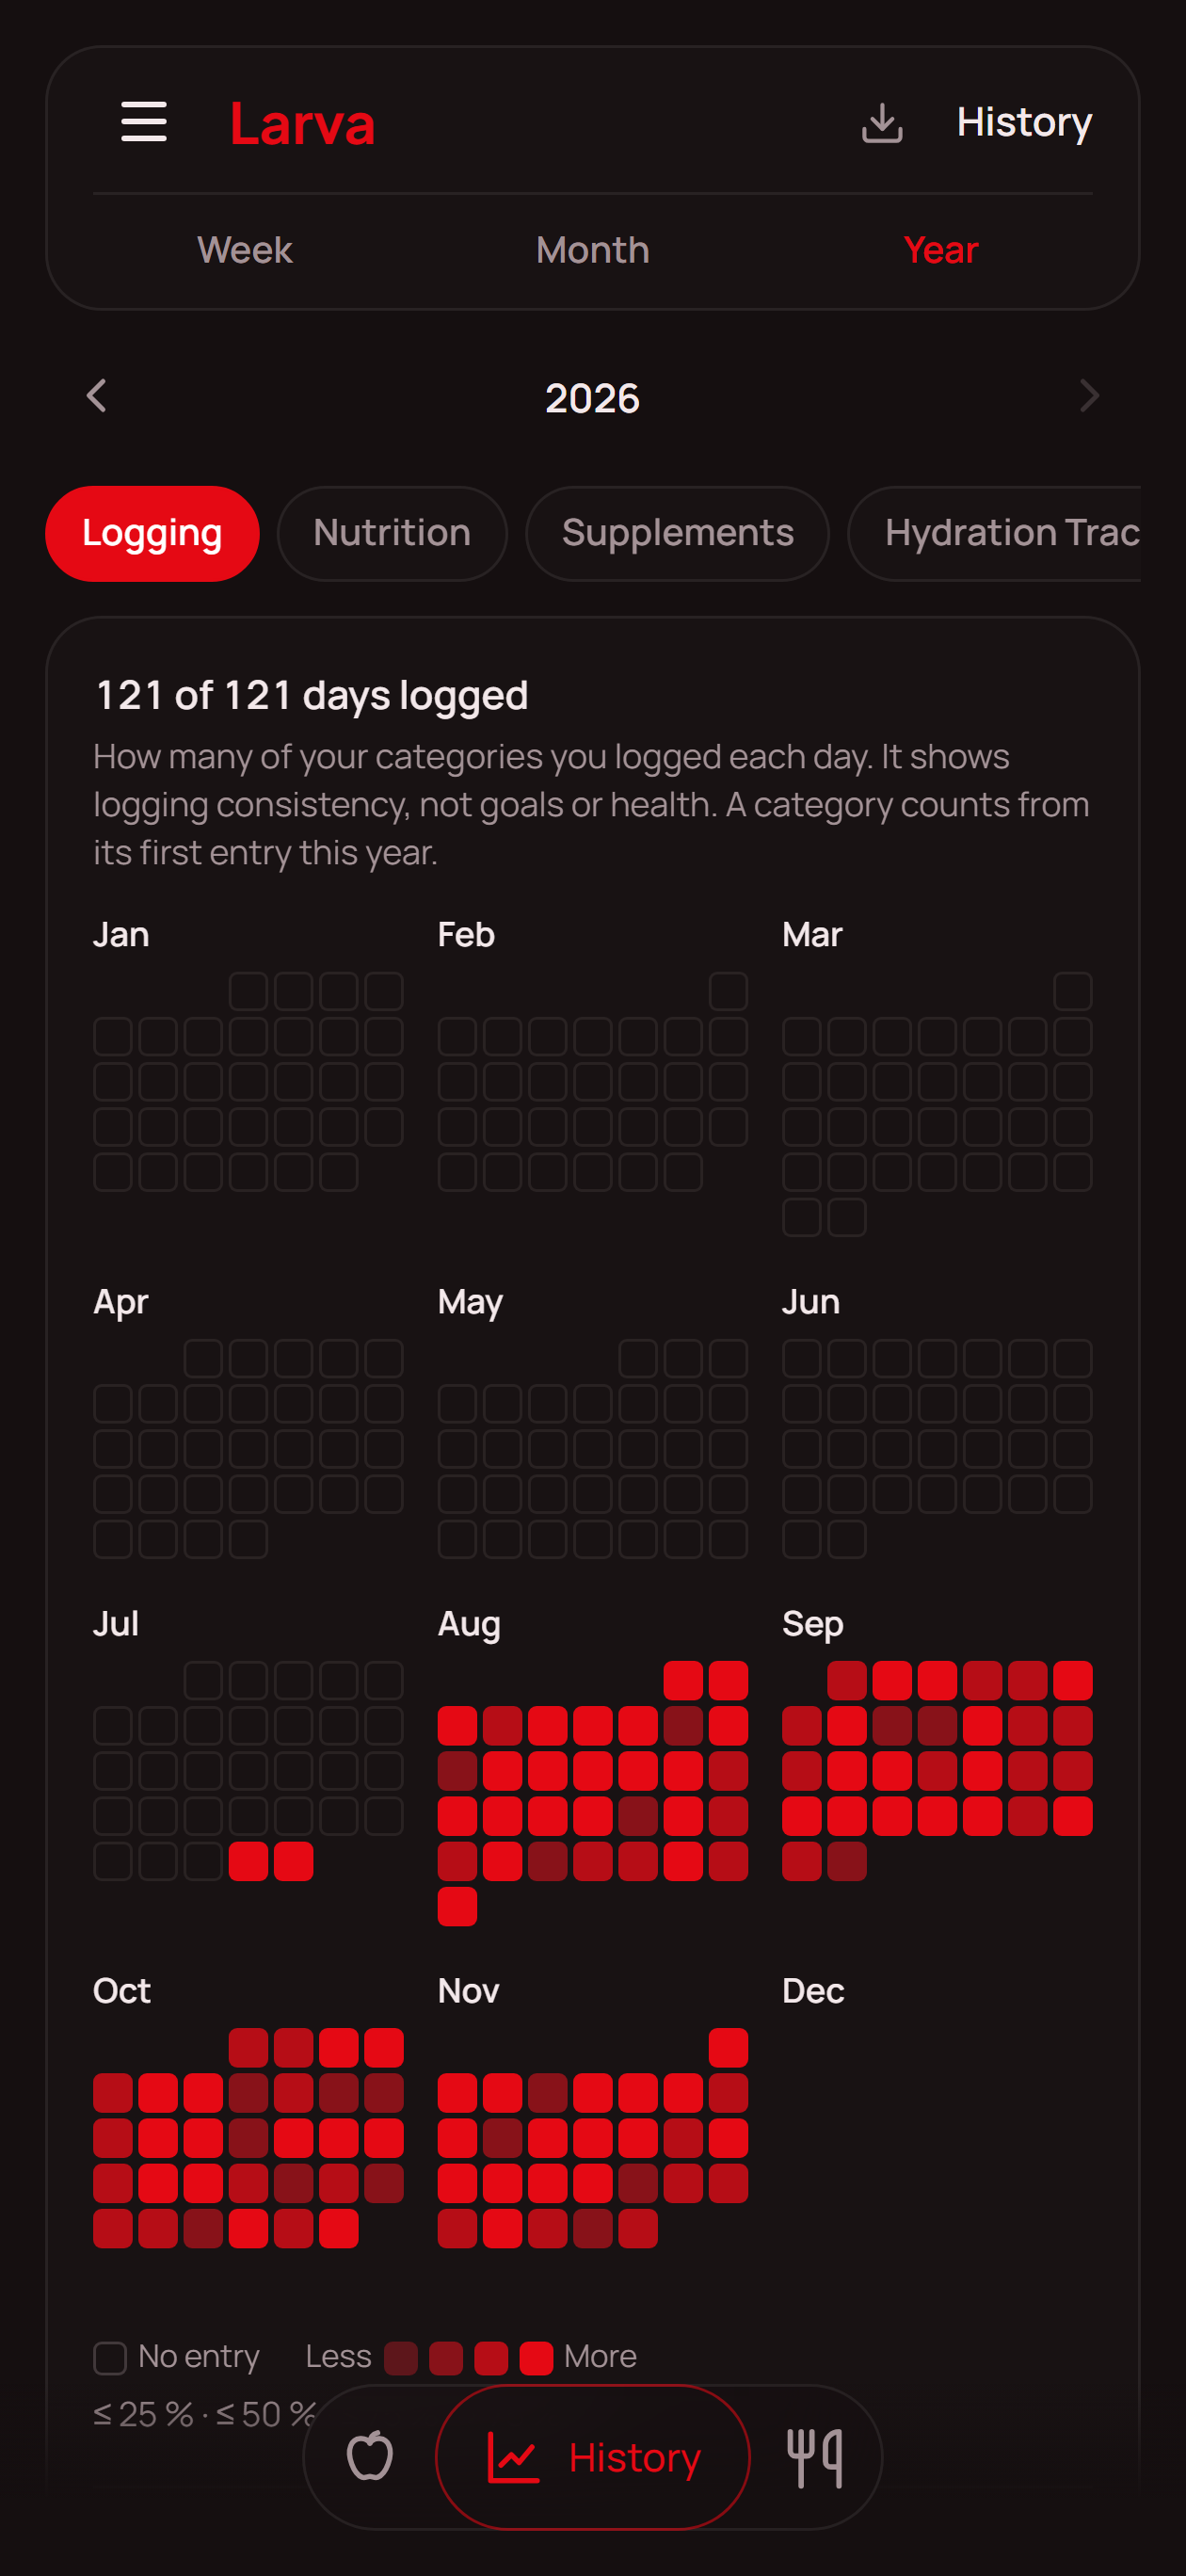 Larva
History
Week Month Year
2026
Logging Nutrition Supplements Hydration Trac
121 of 121 days logged
How many of your categories you logged each day. It shows
logging consistency, not goals or health. A category counts from
its first entry this year.
Jan Feb Mar
Apr May Jun
Jul Aug Sep
Oct Nov Dec
No entry Less More
≤ 25 % · ≤ 50 %
History